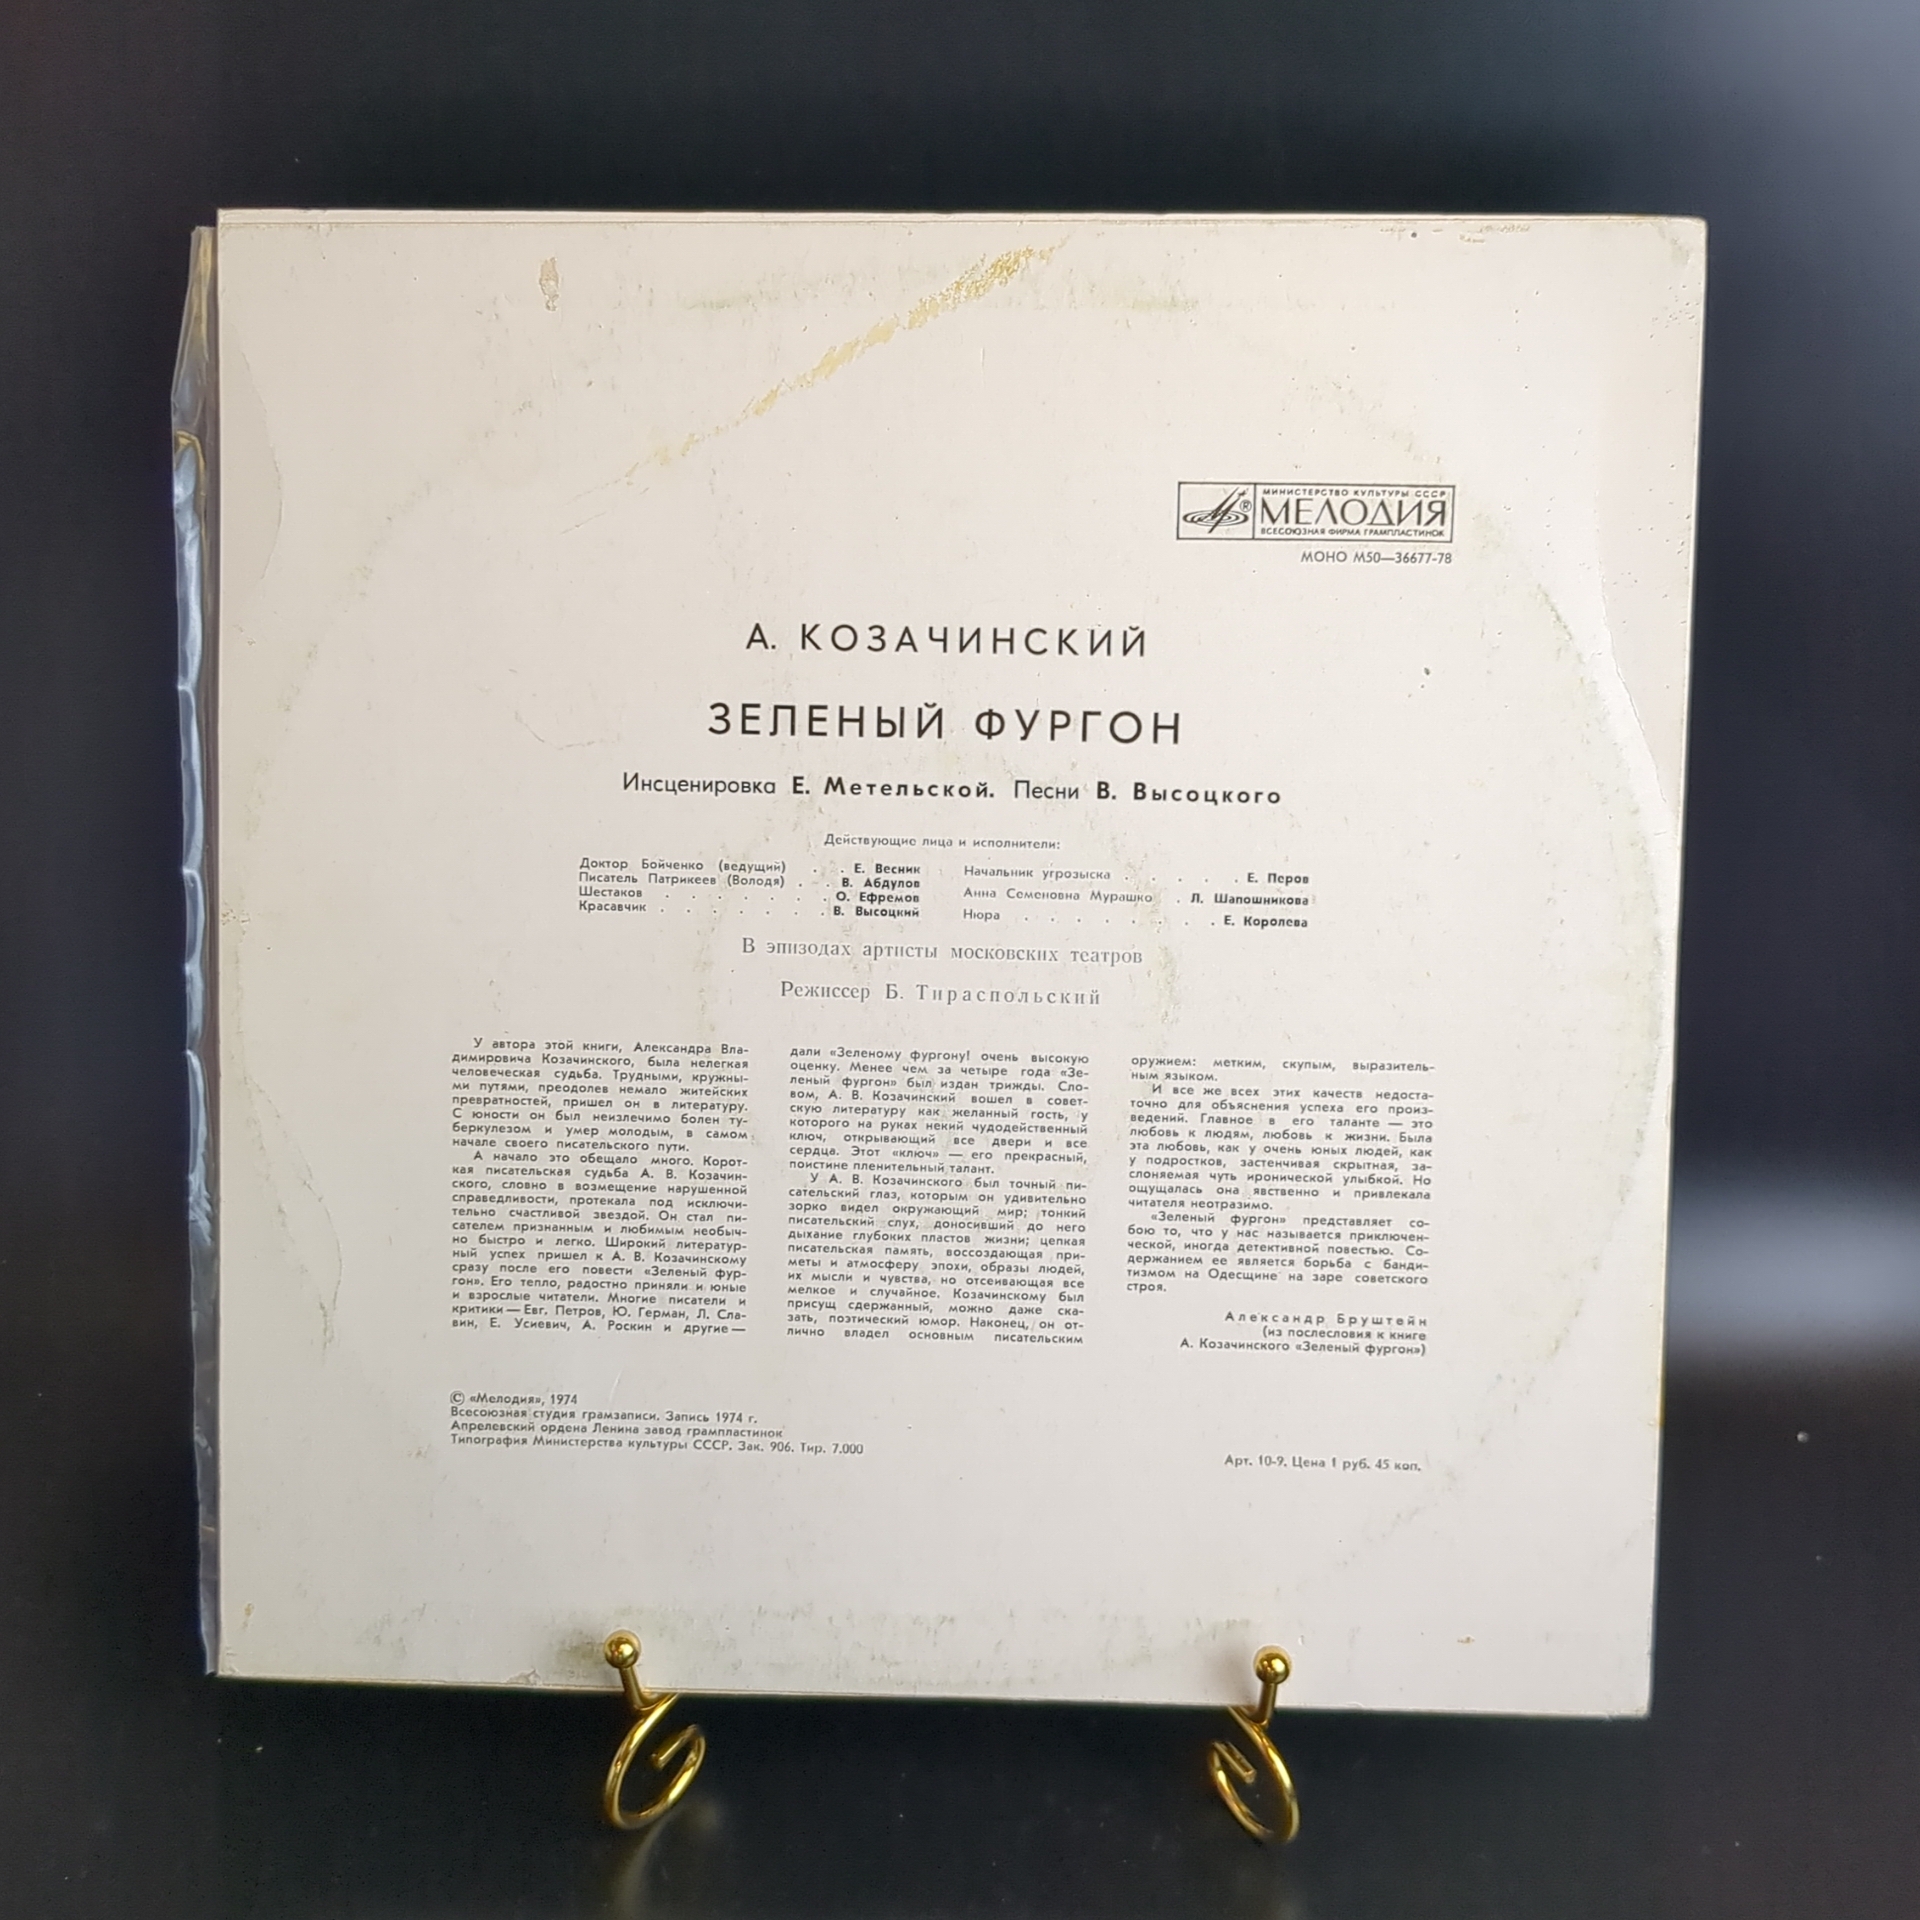 МИНИСТЕРСТВО КУЛЬТУРЫ СССР
МЕЛОДИЯ
ВСЕСОЮЗНАЯ ФИРМА ГРАМПЛАСТИНОК
МОНО М50—36677-78
А. КОЗАЧИНСКИЙ
ЗЕЛЕНЫЙ ФУРГОН
Инсценировка Е. Метельской. Песни В. Высоцкого
Действующие лица и исполнители:
Доктор Бойченко (ведущий) . . Е. Весник
Писатель Патрикеев (Володя) . . В. Абдулов
Шестаков . . . . . . . О. Ефремов
Красавчик . . . . . . . В. Высоцкий
Начальник угрозыска . . . . . Е. Перов
Анна Семеновна Мурашко . Л. Шапошникова
Нюра . . . . . . . . Е. Королева
В эпизодах артисты московских театров
Режиссер Б. Тираспольский
У автора этой книги, Александра Вла-
димировича Козачинского, была нелегкая
человеческая судьба. Трудными, кружны-
ми путями, преодолев немало житейских
превратностей, пришел он в литературу.
С юности он был неизлечимо болен ту-
беркулезом и умер молодым, в самом
начале своего писательского пути.
А начало это обещало много. Корот-
кая писательская судьба А. В. Козачин-
ского, словно в возмещение нарушенной
справедливости, протекала под исключи-
тельно счастливой звездой. Он стал пи-
сателем признанным и любимым необыч-
но быстро и легко. Широкий литератур-
ный успех пришел к А. В. Козачинскому
сразу после его повести «Зеленый фур-
гон». Его тепло, радостно приняли и юные
и взрослые читатели. Многие писатели и
критики — Евг. Петров, Ю. Герман, Л. Сла-
вин, Е. Усиевич, А. Роскин и другие —
дали «Зеленому фургону! очень высокую
оценку. Менее чем за четыре года «Зе-
леный фургон» был издан трижды. Сло-
вом, А. В. Козачинский вошел в совет-
скую литературу как желанный гость, у
которого на руках некий чудодейственный
ключ, открывающий все двери и все
сердца. Этот «ключ» — его прекрасный,
поистине пленительный талант.
У А. В. Козачинского был точный пи-
сательский глаз, которым он удивительно
зорко видел окружающий мир; тонкий
писательский слух, доносивший до него
дыхание глубоких пластов жизни; цепкая
писательская память, воссоздающая при-
меты и атмосферу эпохи, образы людей,
их мысли и чувства, но отсеивающая все
мелкое и случайное. Козачинскому был
присущ сдержанный, можно даже ска-
зать, поэтический юмор. Наконец, он от-
лично владел основным писательским
оружием: метким, скупым, выразитель-
ным языком.
И все же всех этих качеств недоста-
точно для объяснения успеха его произ-
ведений. Главное в его таланте — это
любовь к людям, любовь к жизни. Была
эта любовь, как у очень юных людей, как
у подростков, застенчивая скрытная, за-
слоняемая чуть иронической улыбкой. Но
ощущалась она явственно и привлекала
читателя неотразимо.
«Зеленый фургон» представляет со-
бою то, что у нас называется приключен-
ческой, иногда детективной повестью. Со-
держанием ее является борьба с банди-
тизмом на Одесщине на заре советского
строя.
Александр Бруштейн
(из послесловия к книге
А. Козачинского «Зеленый фургон»)
© «Мелодия», 1974
Всесоюзная студия грамзаписи. Запись 1974 г.
Апрелевский ордена Ленина завод грампластинок
Типография Министерства культуры СССР. Зак. 906. Тир. 7.000
Арт. 10-9. Цена 1 руб. 45 коп.